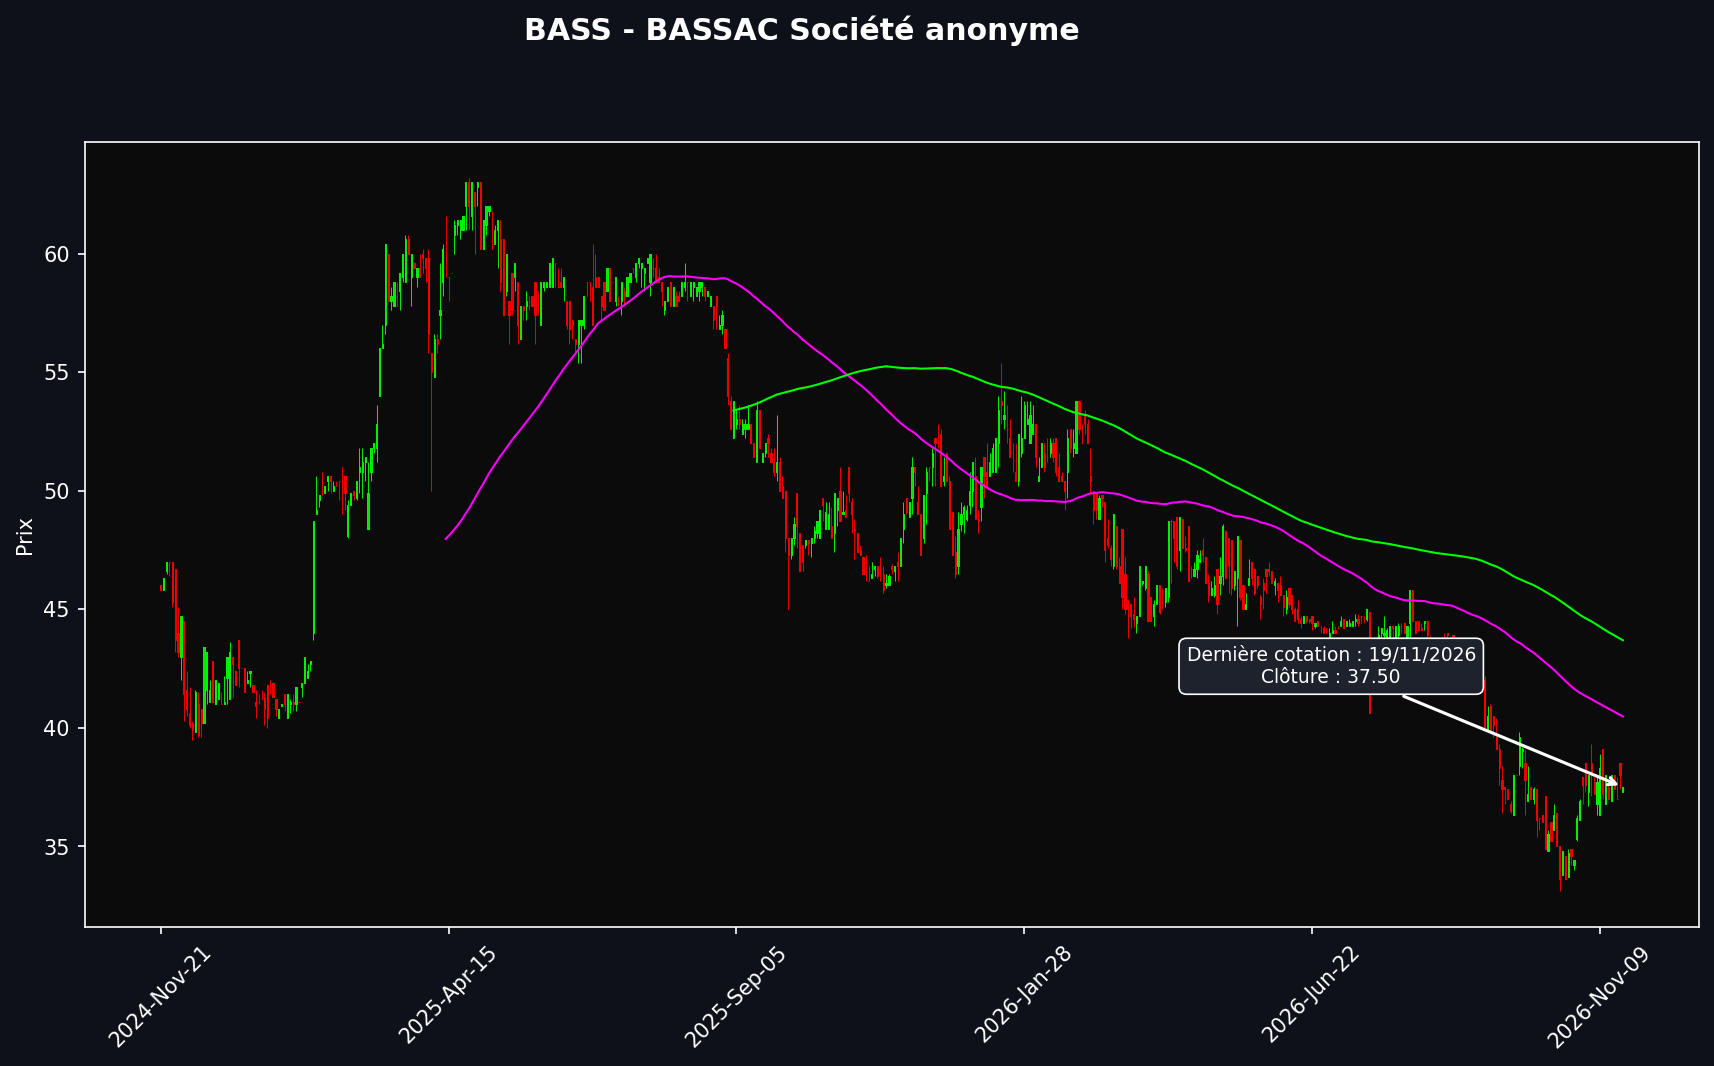 BASS - BASSAC Société anonyme
Prix
60
55
50
45
40
35
Dernière cotation : 19/11/2026
Clôture : 37.50
2024-Nov-21
2025-Apr-15
2025-Sep-05
2026-Jan-28
2026-Jun-22
2026-Nov-09